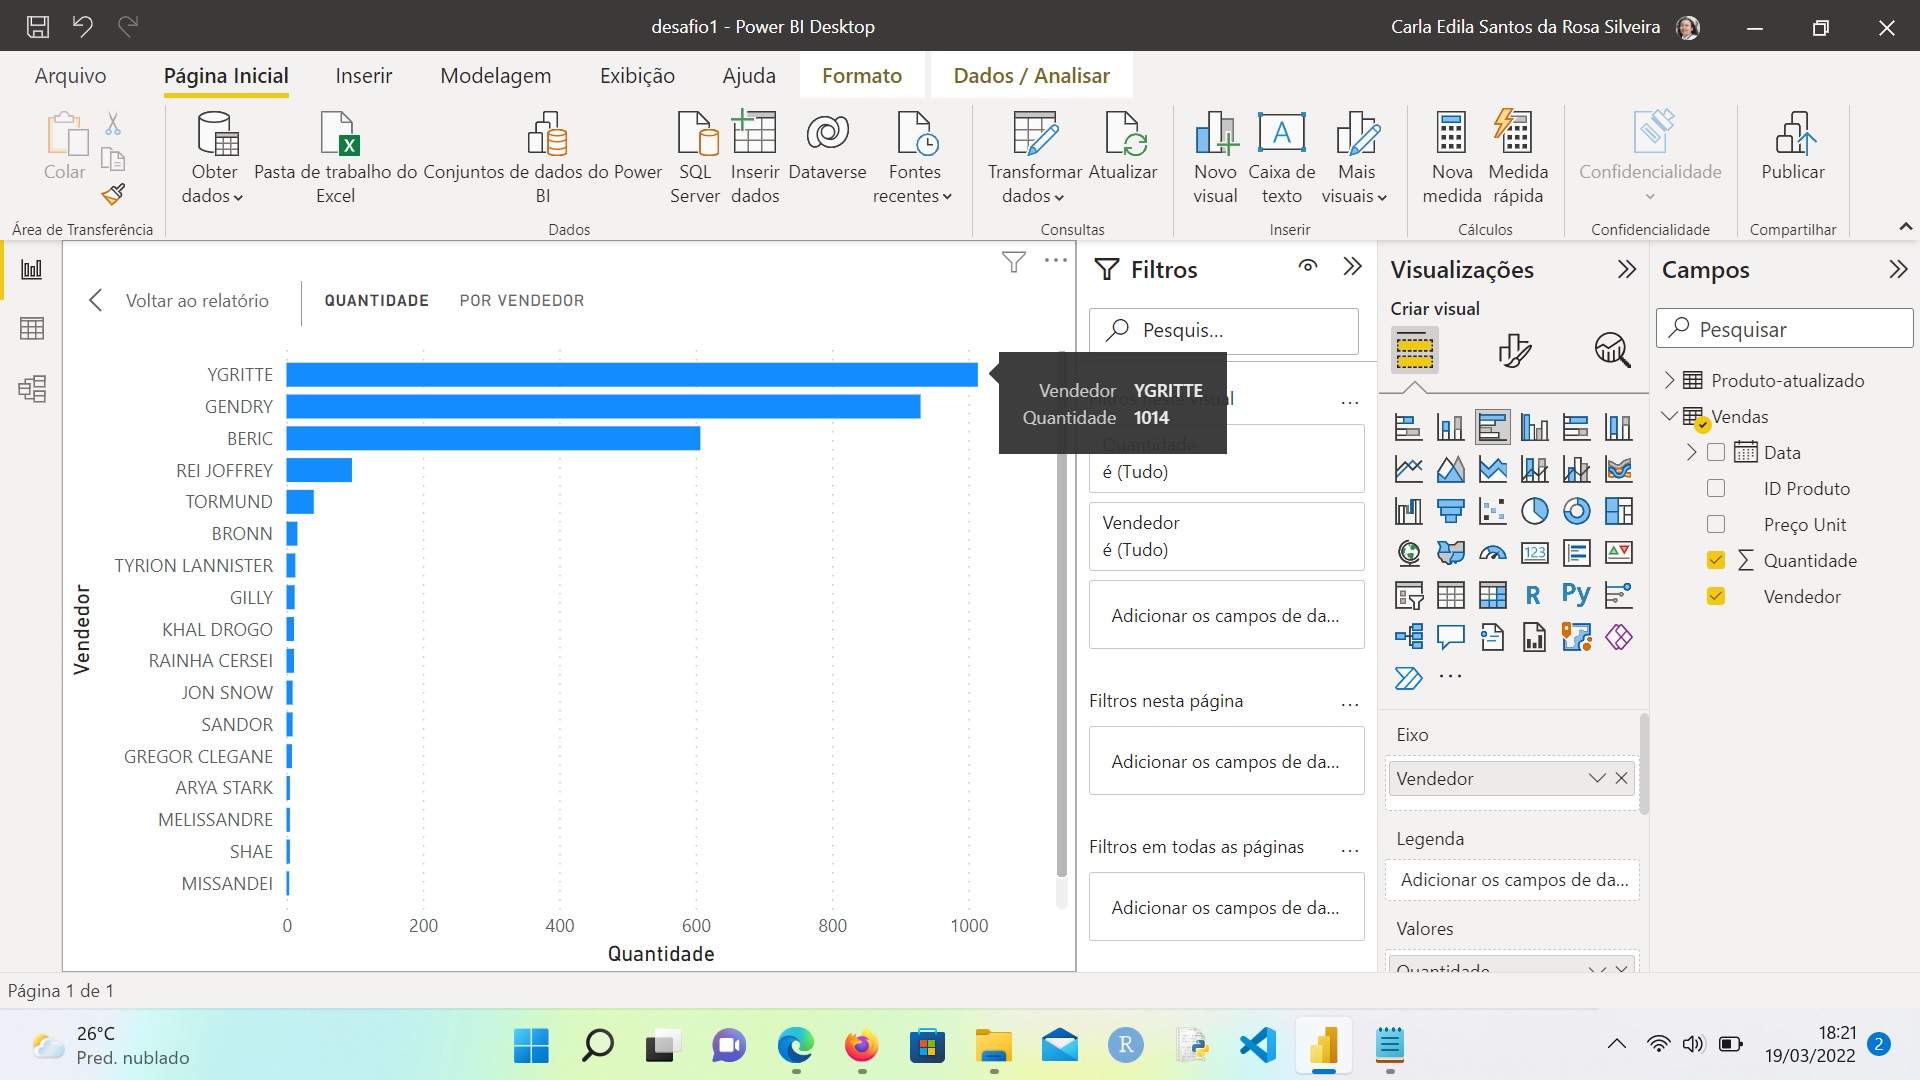 desafio1 - Power BI Desktop
Carla Edila Santos da Rosa Silveira
Arquivo
Página Inicial
Inserir
Modelagem
Exibição
Ajuda
Formato
Dados / Analisar
Colar
Obter dados
Pasta de trabalho do Excel
Conjuntos de dados do Power BI
SQL Server
Inserir dados
Dataverse
Fontes recentes
Transformar dados
Atualizar
Novo visual
Caixa de texto
Mais visuais
Nova medida
Medida rápida
Confidencialidade
Publicar
Área de Transferência
Dados
Consultas
Inserir
Cálculos
Confidencialidade
Compartilhar
Voltar ao relatório
QUANTIDADE
POR VENDEDOR
Vendedor
YGRITTE
GENDRY
BERIC
REI JOFFREY
TORMUND
BRONN
TYRION LANNISTER
GILLY
KHAL DROGO
RAINHA CERSEI
JON SNOW
SANDOR
GREGOR CLEGANE
ARYA STARK
MELISSANDRE
SHAE
MISSANDEI
0 200 400 600 800 1000
Quantidade
Vendedor YGRITTE
Quantidade 1014
Filtros
Pesquis...
Filtros neste visual
...
Quantidade
é (Tudo)
Vendedor
é (Tudo)
Adicionar os campos de da...
Filtros nesta página
...
Adicionar os campos de da...
Filtros em todas as páginas
...
Adicionar os campos de da...
Visualizações
Criar visual
123
R
Py
...
Eixo
Vendedor
Legenda
Adicionar os campos de da...
Valores
Quantidade
Campos
Pesquisar
Produto-atualizado
Vendas
Data
ID Produto
Preço Unit
Quantidade
Vendedor
Página 1 de 1
26°C
Pred. nublado
R
18:21
19/03/2022
2